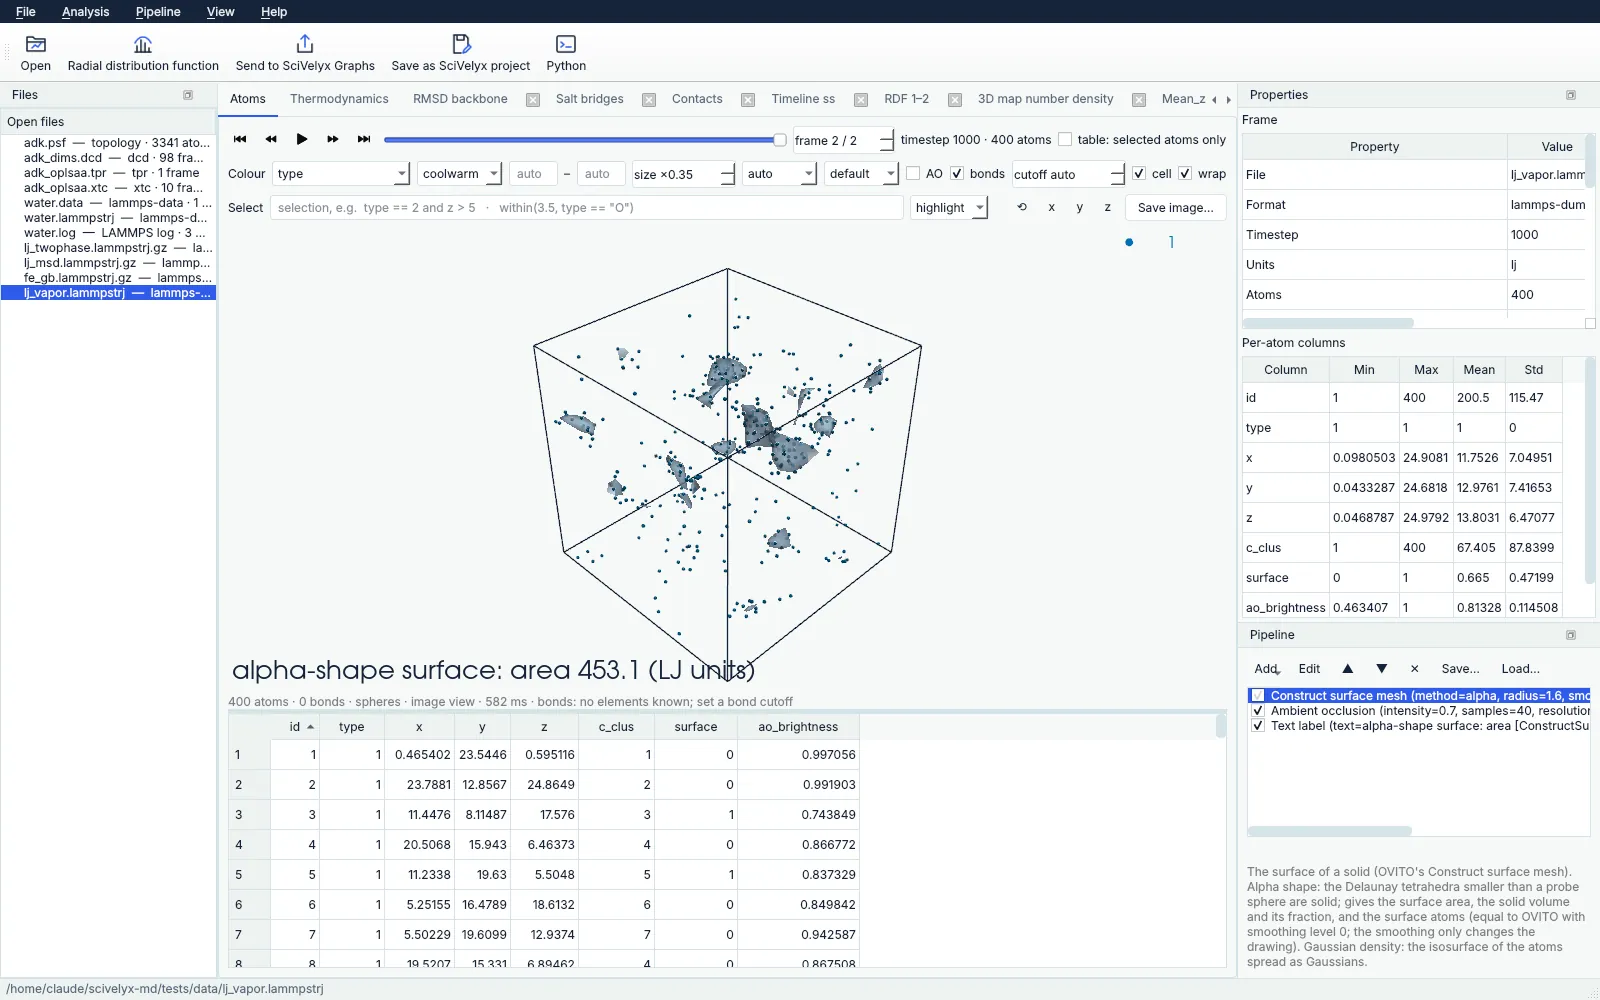 File Analysis Pipeline View Help
Open Radial distribution function Send to SciVelyx Graphs Save as SciVelyx project Python
Files
Open files
adk.psf — topology · 3341 ato...
adk_dims.dcd — dcd · 98 fra...
adk_oplsaa.tpr — tpr · 1 frame
adk_oplsaa.xtc — xtc · 10 fra...
water.data — lammps-data · 1 ...
water.lammpstrj — lammps-d...
water.log — LAMMPS log · 3 ...
lj_twophase.lammpstrj.gz — la...
lj_msd.lammpstrj.gz — lammp...
fe_gb.lammpstrj.gz — lammps...
lj_vapor.lammpstrj — lammps-...
Atoms Thermodynamics RMSD backbone Salt bridges Contacts Timeline ss RDF 1–2 3D map number density Mean_z
frame 2 / 2 timestep 1000 · 400 atoms table: selected atoms only
Colour type coolwarm auto – auto size ×0.35 auto default AO bonds cutoff auto cell wrap
Select selection, e.g. type == 2 and z > 5 · within(3.5, type == "O") highlight ⟲ x y z Save image...
1
alpha-shape surface: area 453.1 (LJ units)
400 atoms · 0 bonds · spheres · image view · 582 ms · bonds: no elements known; set a bond cutoff
id type x y z c_clus surface ao_brightness
1 1 1 0.465402 23.5446 0.595116 1 0 0.997056
2 2 1 23.7881 12.8567 24.8649 2 0 0.991903
3 3 1 11.4476 8.11487 17.576 3 1 0.743849
4 4 1 20.5068 15.943 6.46373 4 0 0.866772
5 5 1 11.2338 19.63 5.5048 5 1 0.837329
6 6 1 5.25155 16.4789 18.6132 6 0 0.849842
7 7 1 5.50229 19.6099 12.9374 7 0 0.942587
8 8 1 19.5207 15.331 6.89462 4 0 0.867508
Properties
Frame
Property Value
File lj_vapor.lamm
Format lammps-dum
Timestep 1000
Units lj
Atoms 400
Per-atom columns
Column Min Max Mean Std
id 1 400 200.5 115.47
type 1 1 1 0
x 0.0980503 24.9081 11.7526 7.04951
y 0.0433287 24.6818 12.9761 7.41653
z 0.0468787 24.9792 13.8031 6.47077
c_clus 1 400 67.405 87.8399
surface 0 1 0.665 0.47199
ao_brightness 0.463407 1 0.81328 0.114508
Pipeline
Add Edit ▲ ▼ × Save... Load...
Construct surface mesh (method=alpha, radius=1.6, smo
Ambient occlusion (intensity=0.7, samples=40, resolution
Text label (text=alpha-shape surface: area [ConstructSu
The surface of a solid (OVITO's Construct surface mesh).
Alpha shape: the Delaunay tetrahedra smaller than a probe
sphere are solid; gives the surface area, the solid volume
and its fraction, and the surface atoms (equal to OVITO with
smoothing level 0; the smoothing only changes the
drawing). Gaussian density: the isosurface of the atoms
spread as Gaussians.
/home/claude/scivelyx-md/tests/data/lj_vapor.lammpstrj